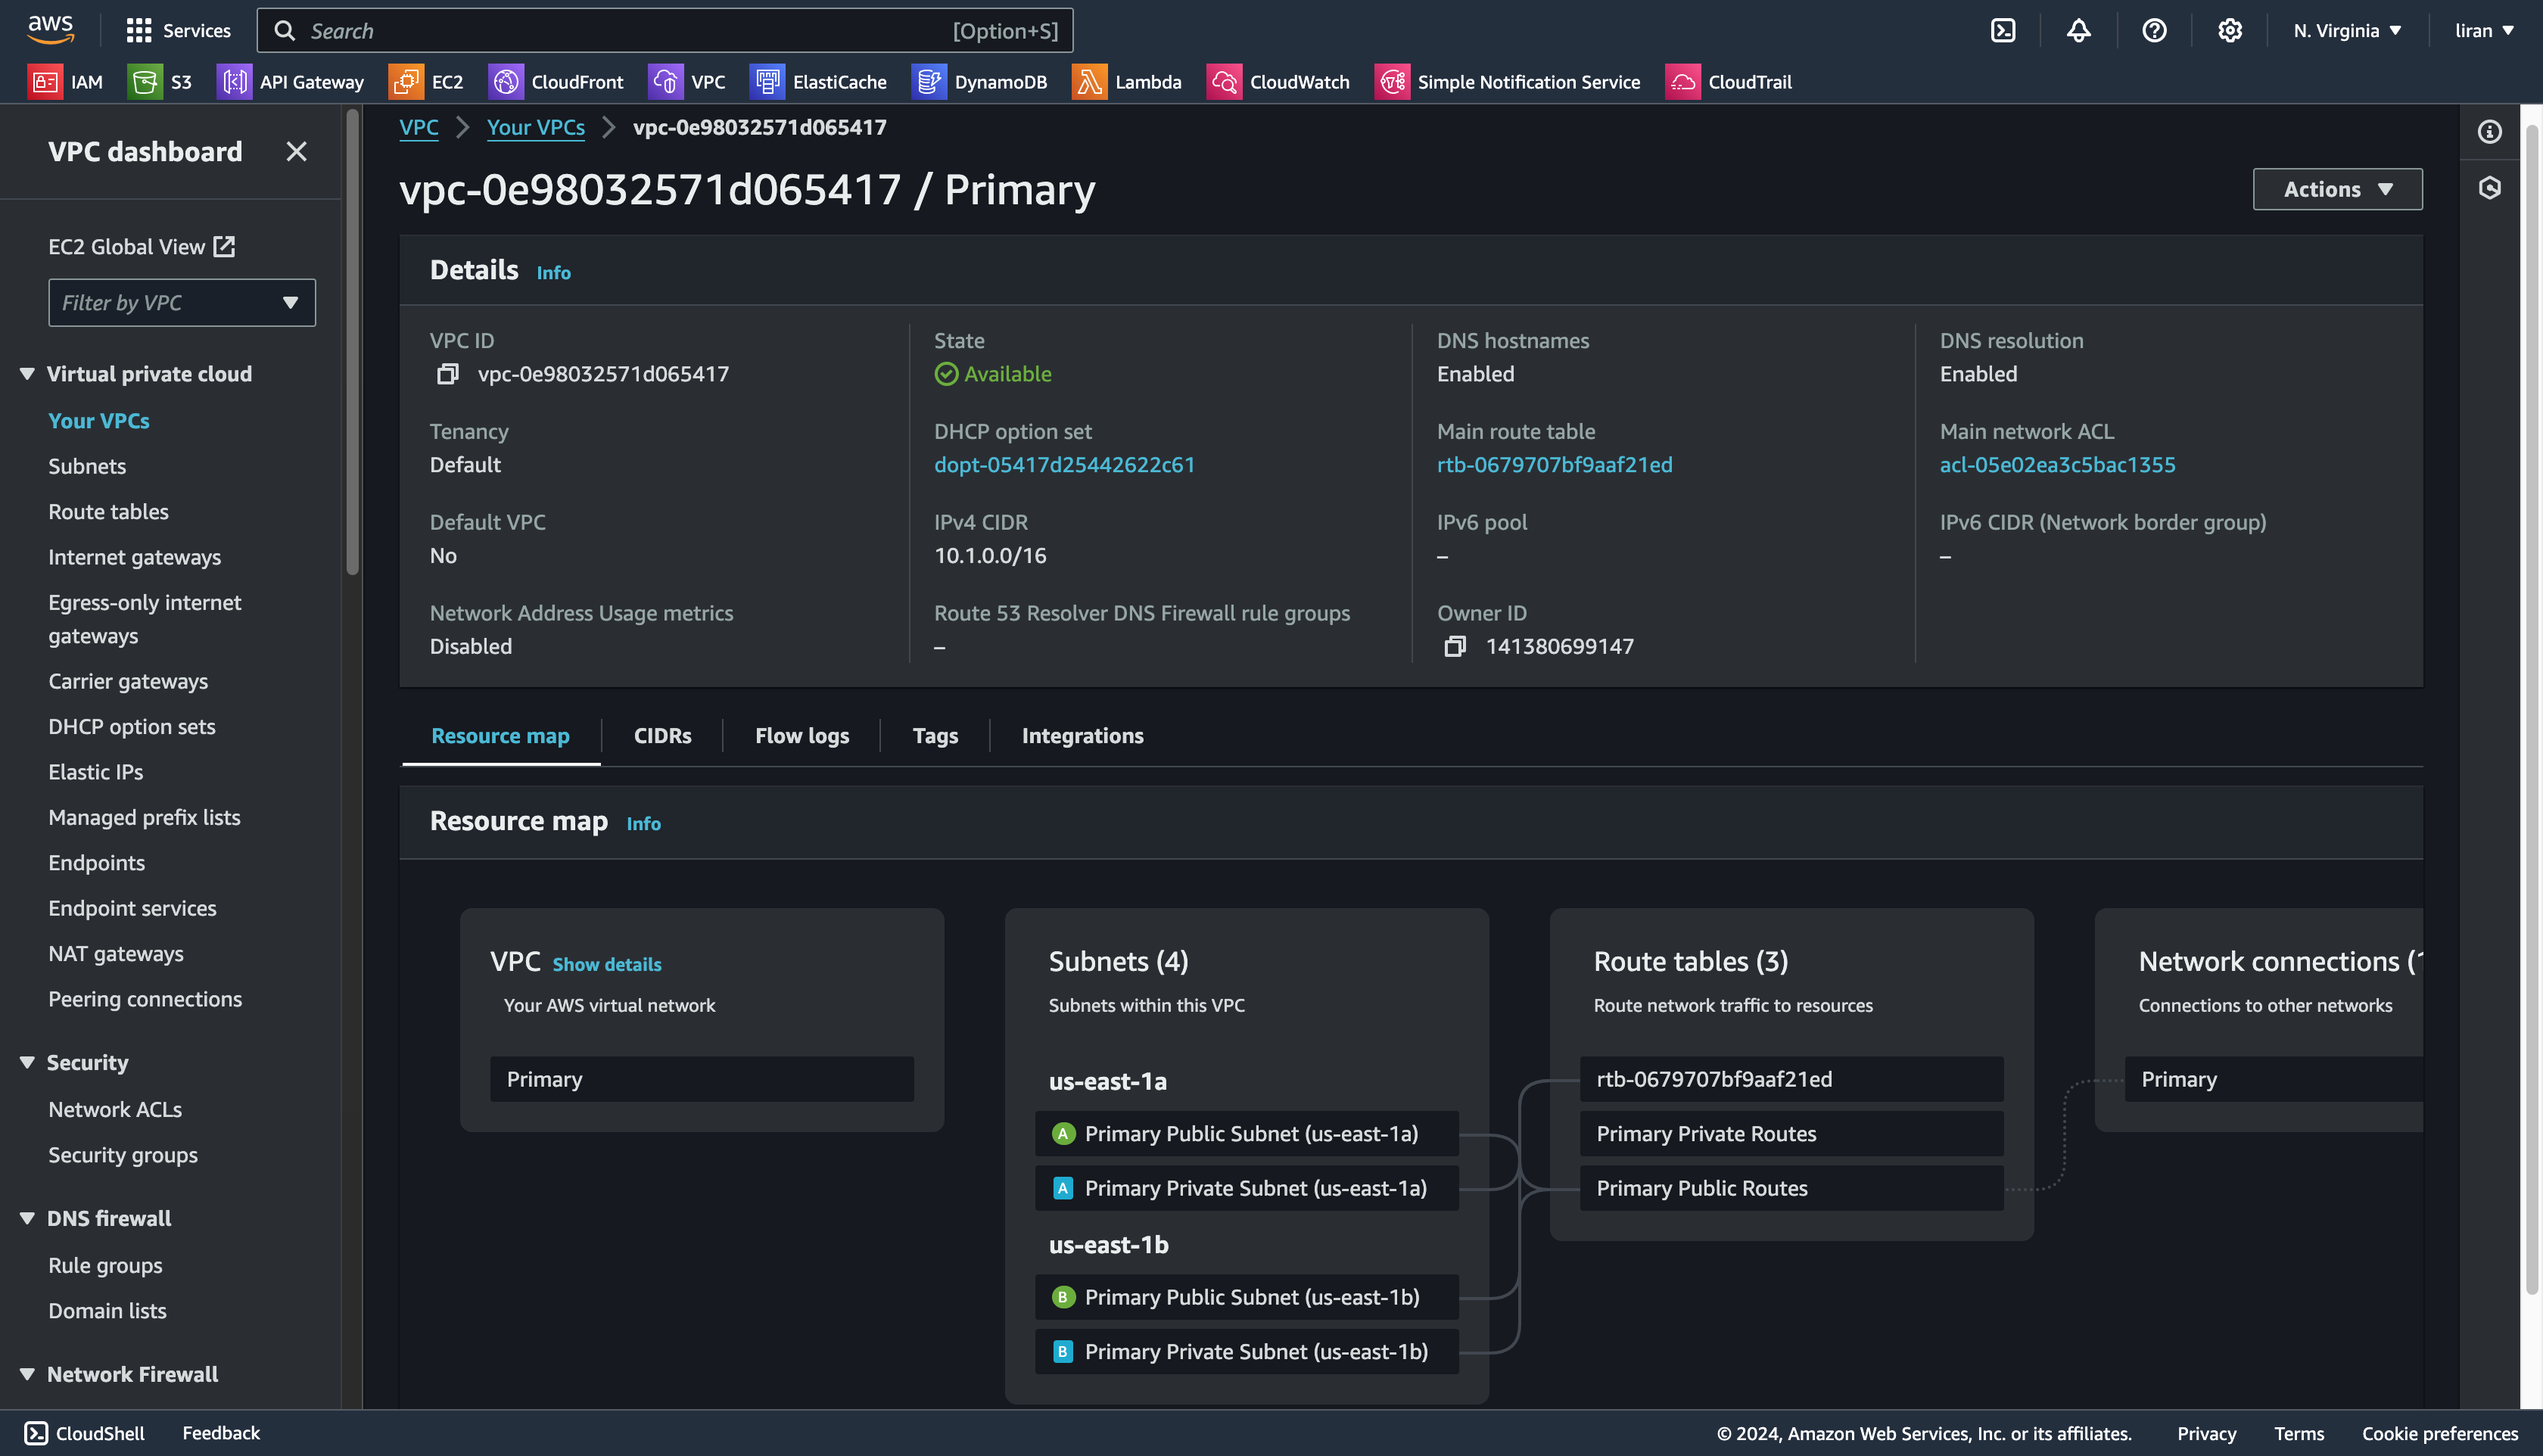 aws
Services
Search
[Option+S]
N. Virginia
liran
IAM
S3
API Gateway
EC2
CloudFront
VPC
ElastiCache
DynamoDB
Lambda
CloudWatch
Simple Notification Service
CloudTrail
VPC dashboard
EC2 Global View
Filter by VPC
Virtual private cloud
Your VPCs
Subnets
Route tables
Internet gateways
Egress-only internet
gateways
Carrier gateways
DHCP option sets
Elastic IPs
Managed prefix lists
Endpoints
Endpoint services
NAT gateways
Peering connections
Security
Network ACLs
Security groups
DNS firewall
Rule groups
Domain lists
Network Firewall
VPC
Your VPCs
vpc-0e98032571d065417
vpc-0e98032571d065417 / Primary
Actions
Details Info
VPC ID
vpc-0e98032571d065417
State
Available
DNS hostnames
Enabled
DNS resolution
Enabled
Tenancy
Default
DHCP option set
dopt-05417d25442622c61
Main route table
rtb-0679707bf9aaf21ed
Main network ACL
acl-05e02ea3c5bac1355
Default VPC
No
IPv4 CIDR
10.1.0.0/16
IPv6 pool
–
IPv6 CIDR (Network border group)
–
Network Address Usage metrics
Disabled
Route 53 Resolver DNS Firewall rule groups
–
Owner ID
141380699147
Resource map
CIDRs
Flow logs
Tags
Integrations
Resource map Info
VPC Show details
Your AWS virtual network
Primary
Subnets (4)
Subnets within this VPC
us-east-1a
A Primary Public Subnet (us-east-1a)
A Primary Private Subnet (us-east-1a)
us-east-1b
B Primary Public Subnet (us-east-1b)
B Primary Private Subnet (us-east-1b)
Route tables (3)
Route network traffic to resources
rtb-0679707bf9aaf21ed
Primary Private Routes
Primary Public Routes
Network connections (1
Connections to other networks
Primary
CloudShell
Feedback
© 2024, Amazon Web Services, Inc. or its affiliates.
Privacy
Terms
Cookie preferences